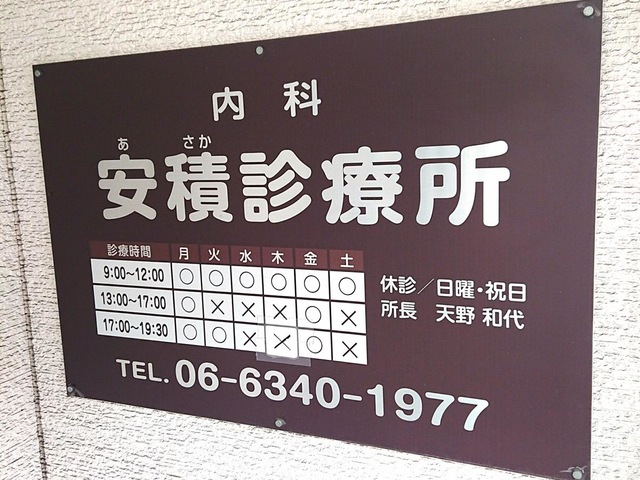 内 科
あ さか
安積診療所
診療時間 月 火 水 木 金 土
9:00〜12:00 ○ ○ ○ ○ ○ ○
13:00〜17:00 ○ × × × ○ ×
17:00〜19:30 ○ ○ × × ○ ×
休診／日曜・祝日
所長 天野 和代
TEL. 06-6340-1977